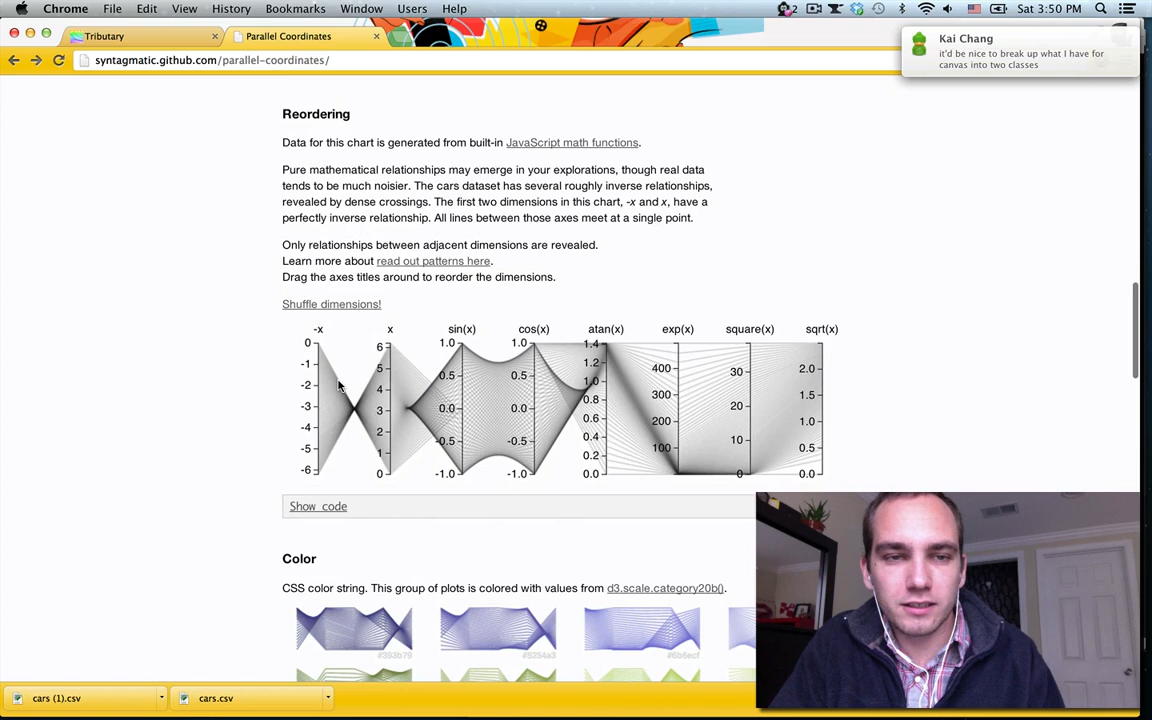 Chrome File Edit View History Bookmarks Window Users Help
2 Sat 3:50 PM
Tributary
Parallel Coordinates
Kai Chang
it'd be nice to break up what I have for
canvas into two classes
syntagmatic.github.com/parallel-coordinates/
Reordering
Data for this chart is generated from built-in JavaScript math functions.
Pure mathematical relationships may emerge in your explorations, though real data
tends to be much noisier. The cars dataset has several roughly inverse relationships,
revealed by dense crossings. The first two dimensions in this chart, -x and x, have a
perfectly inverse relationship. All lines between those axes meet at a single point.
Only relationships between adjacent dimensions are revealed.
Learn more about read out patterns here.
Drag the axes titles around to reorder the dimensions.
Shuffle dimensions!
-x x sin(x) cos(x) atan(x) exp(x) square(x) sqrt(x)
0 6 1.0 1.0 1.4
-1 5 1.2 400 30 2.0
-2 4 0.5 0.5 1.0 300 1.5
-3 3 0.0 0.0 0.8 20
-4 2 0.6 200 1.0
-5 1 -0.5 -0.5 0.4 100 10 0.5
-6 0 -1.0 -1.0 0.2 0.0 0 0.0
Show code
Color
CSS color string. This group of plots is colored with values from d3.scale.category20b().
#393b79 #5254a3 #6b6ecf
cars (1).csv cars.csv